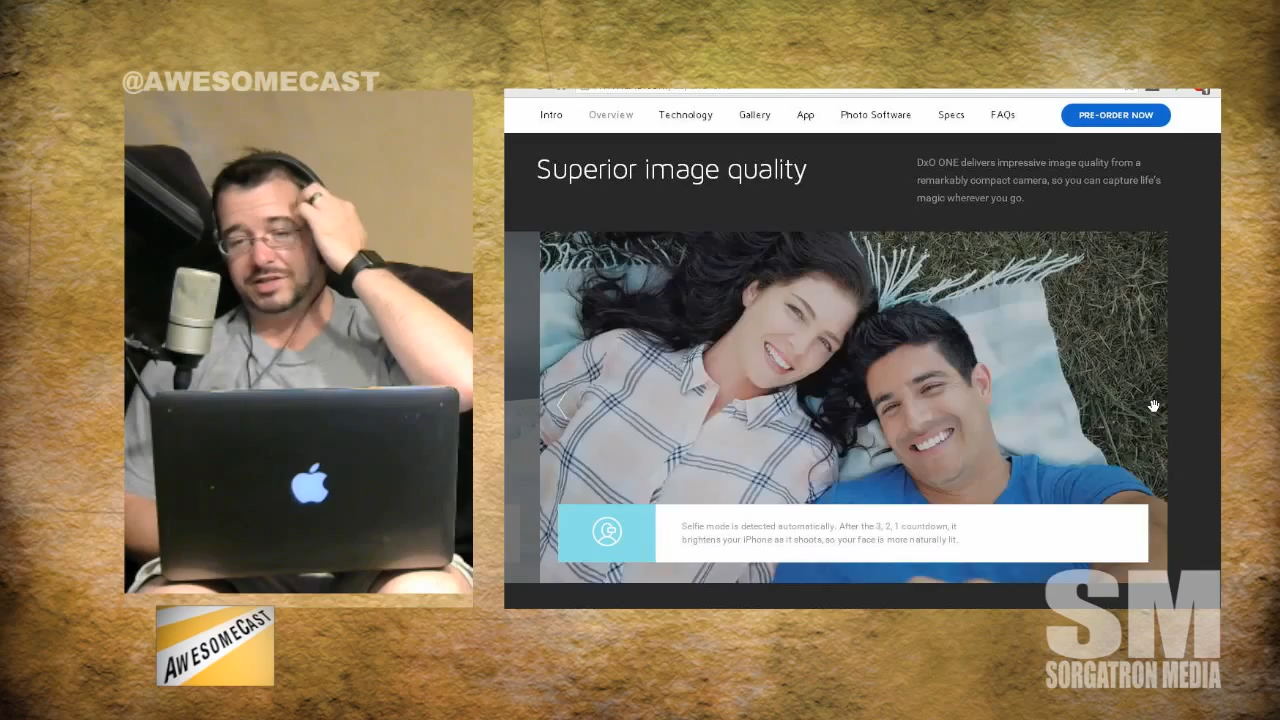 @AWESOMECAST
Intro Overview Technology Gallery App Photo Software Specs FAQs PRE-ORDER NOW
Superior image quality
DxO ONE delivers impressive image quality from a
remarkably compact camera, so you can capture life's
magic wherever you go.
Selfie mode is detected automatically. After the 3, 2, 1 countdown, it
brightens your iPhone as it shoots, so your face is more naturally lit.
AWESOMECAST
SM
SORGATRON MEDIA